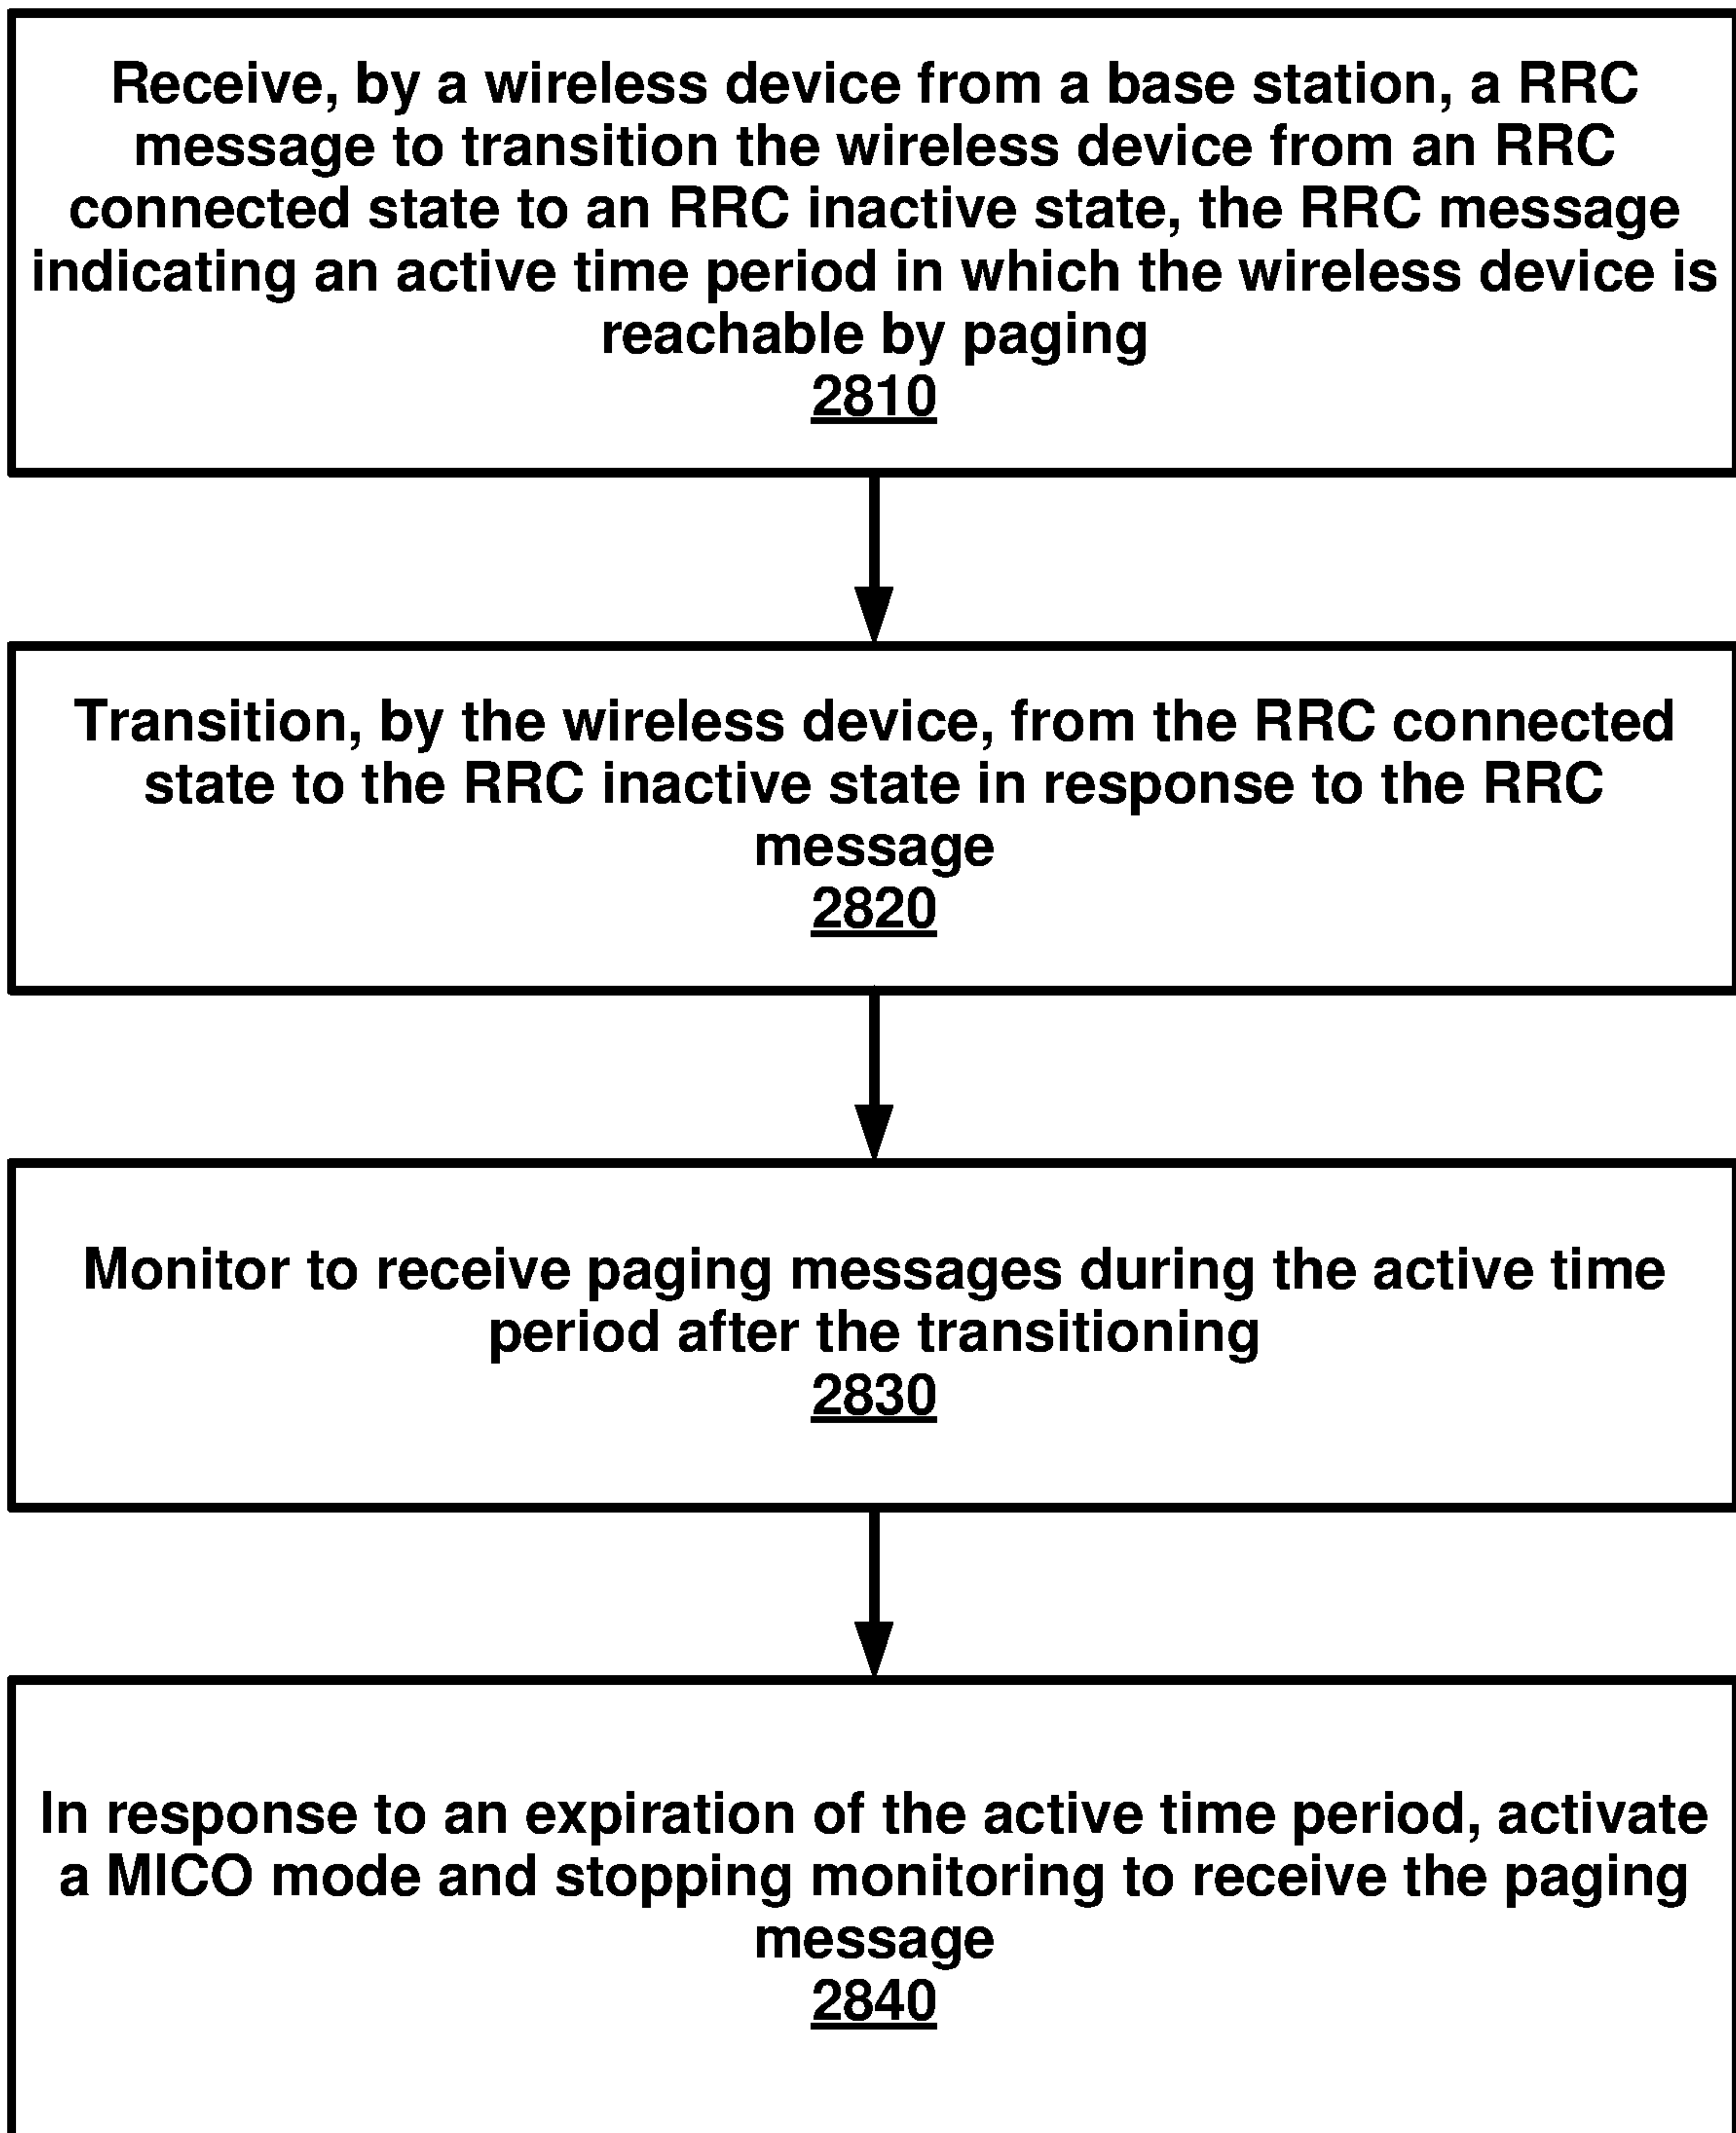 Receive, by a wireless device from a base station, a RRC
message to transition the wireless device from an RRC
connected state to an RRC inactive state, the RRC message
indicating an active time period in which the wireless device is
reachable by paging
2810
Transition, by the wireless device, from the RRC connected
state to the RRC inactive state in response to the RRC
message
2820
Monitor to receive paging messages during the active time
period after the transitioning
2830
In response to an expiration of the active time period, activate
a MICO mode and stopping monitoring to receive the paging
message
2840